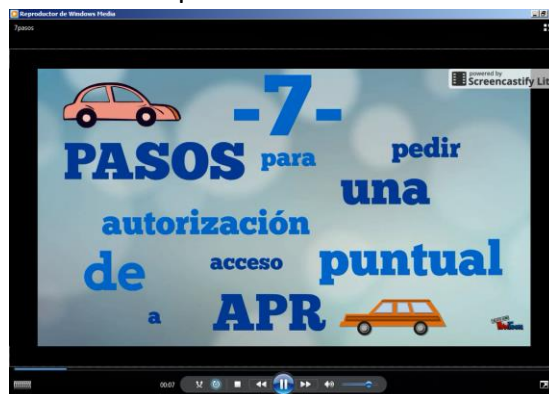 Reproductor de Windows Media
7pasos
powered by
Screencastify Lit
-7-
PASOS para pedir
una
autorización
de acceso puntual
a APR
00:07